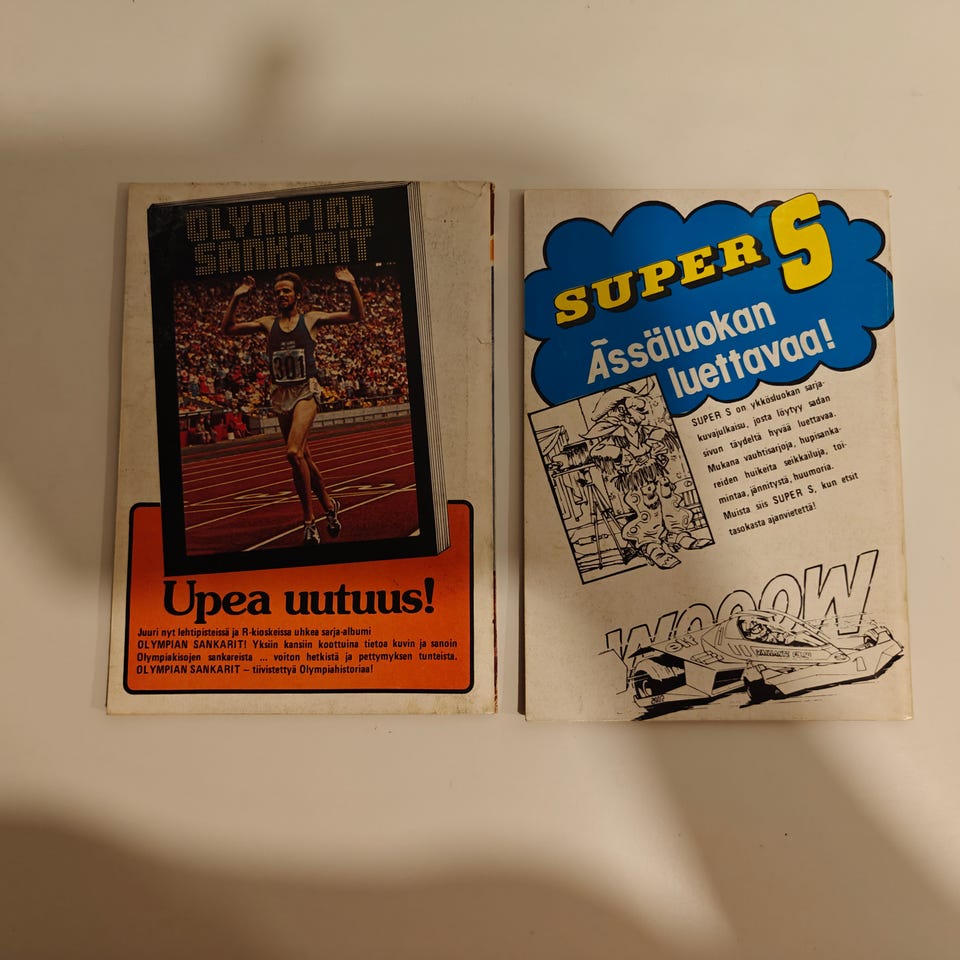 OLYMPIAN
SANKARIT
301
Upea uutuus!
Juuri nyt lehtipisteissä ja R-kioskeissa uhkea sarja-albumi
OLYMPIAN SANKARIT! Yksiin kansiin koottuina tietoa kuvin ja sanoin
Olympiakisojen sankareista ... voiton hetkistä ja pettymyksen tunteista.
OLYMPIAN SANKARIT – tiivistettyä Olympiahistoriaa!
SUPER S
Ässäluokan
luettavaa!
SUPER S on ykkösluokan sarja-
kuvajulkaisu, josta löytyy sadan
sivun täydeltä hyvää luettavaa.
Mukana vauhtisarjoja, hupisanka-
reiden huikeita seikkailuja, toi-
mintaa, jännitystä, huumoria.
Muista siis SUPER S, kun etsit
tasokasta ajanvietettä!
WOOOW